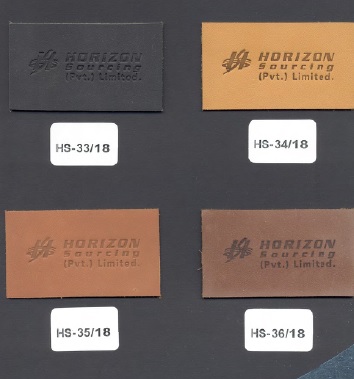 HORIZON
Sourcing
(Pvt.) Limited.
HS-33/18
HORIZON
Sourcing
(Pvt.) Limited.
HS-34/18
HORIZON
Sourcing
(Pvt.) Limited.
HS-35/18
HORIZON
Sourcing
(Pvt.) Limited.
HS-36/18